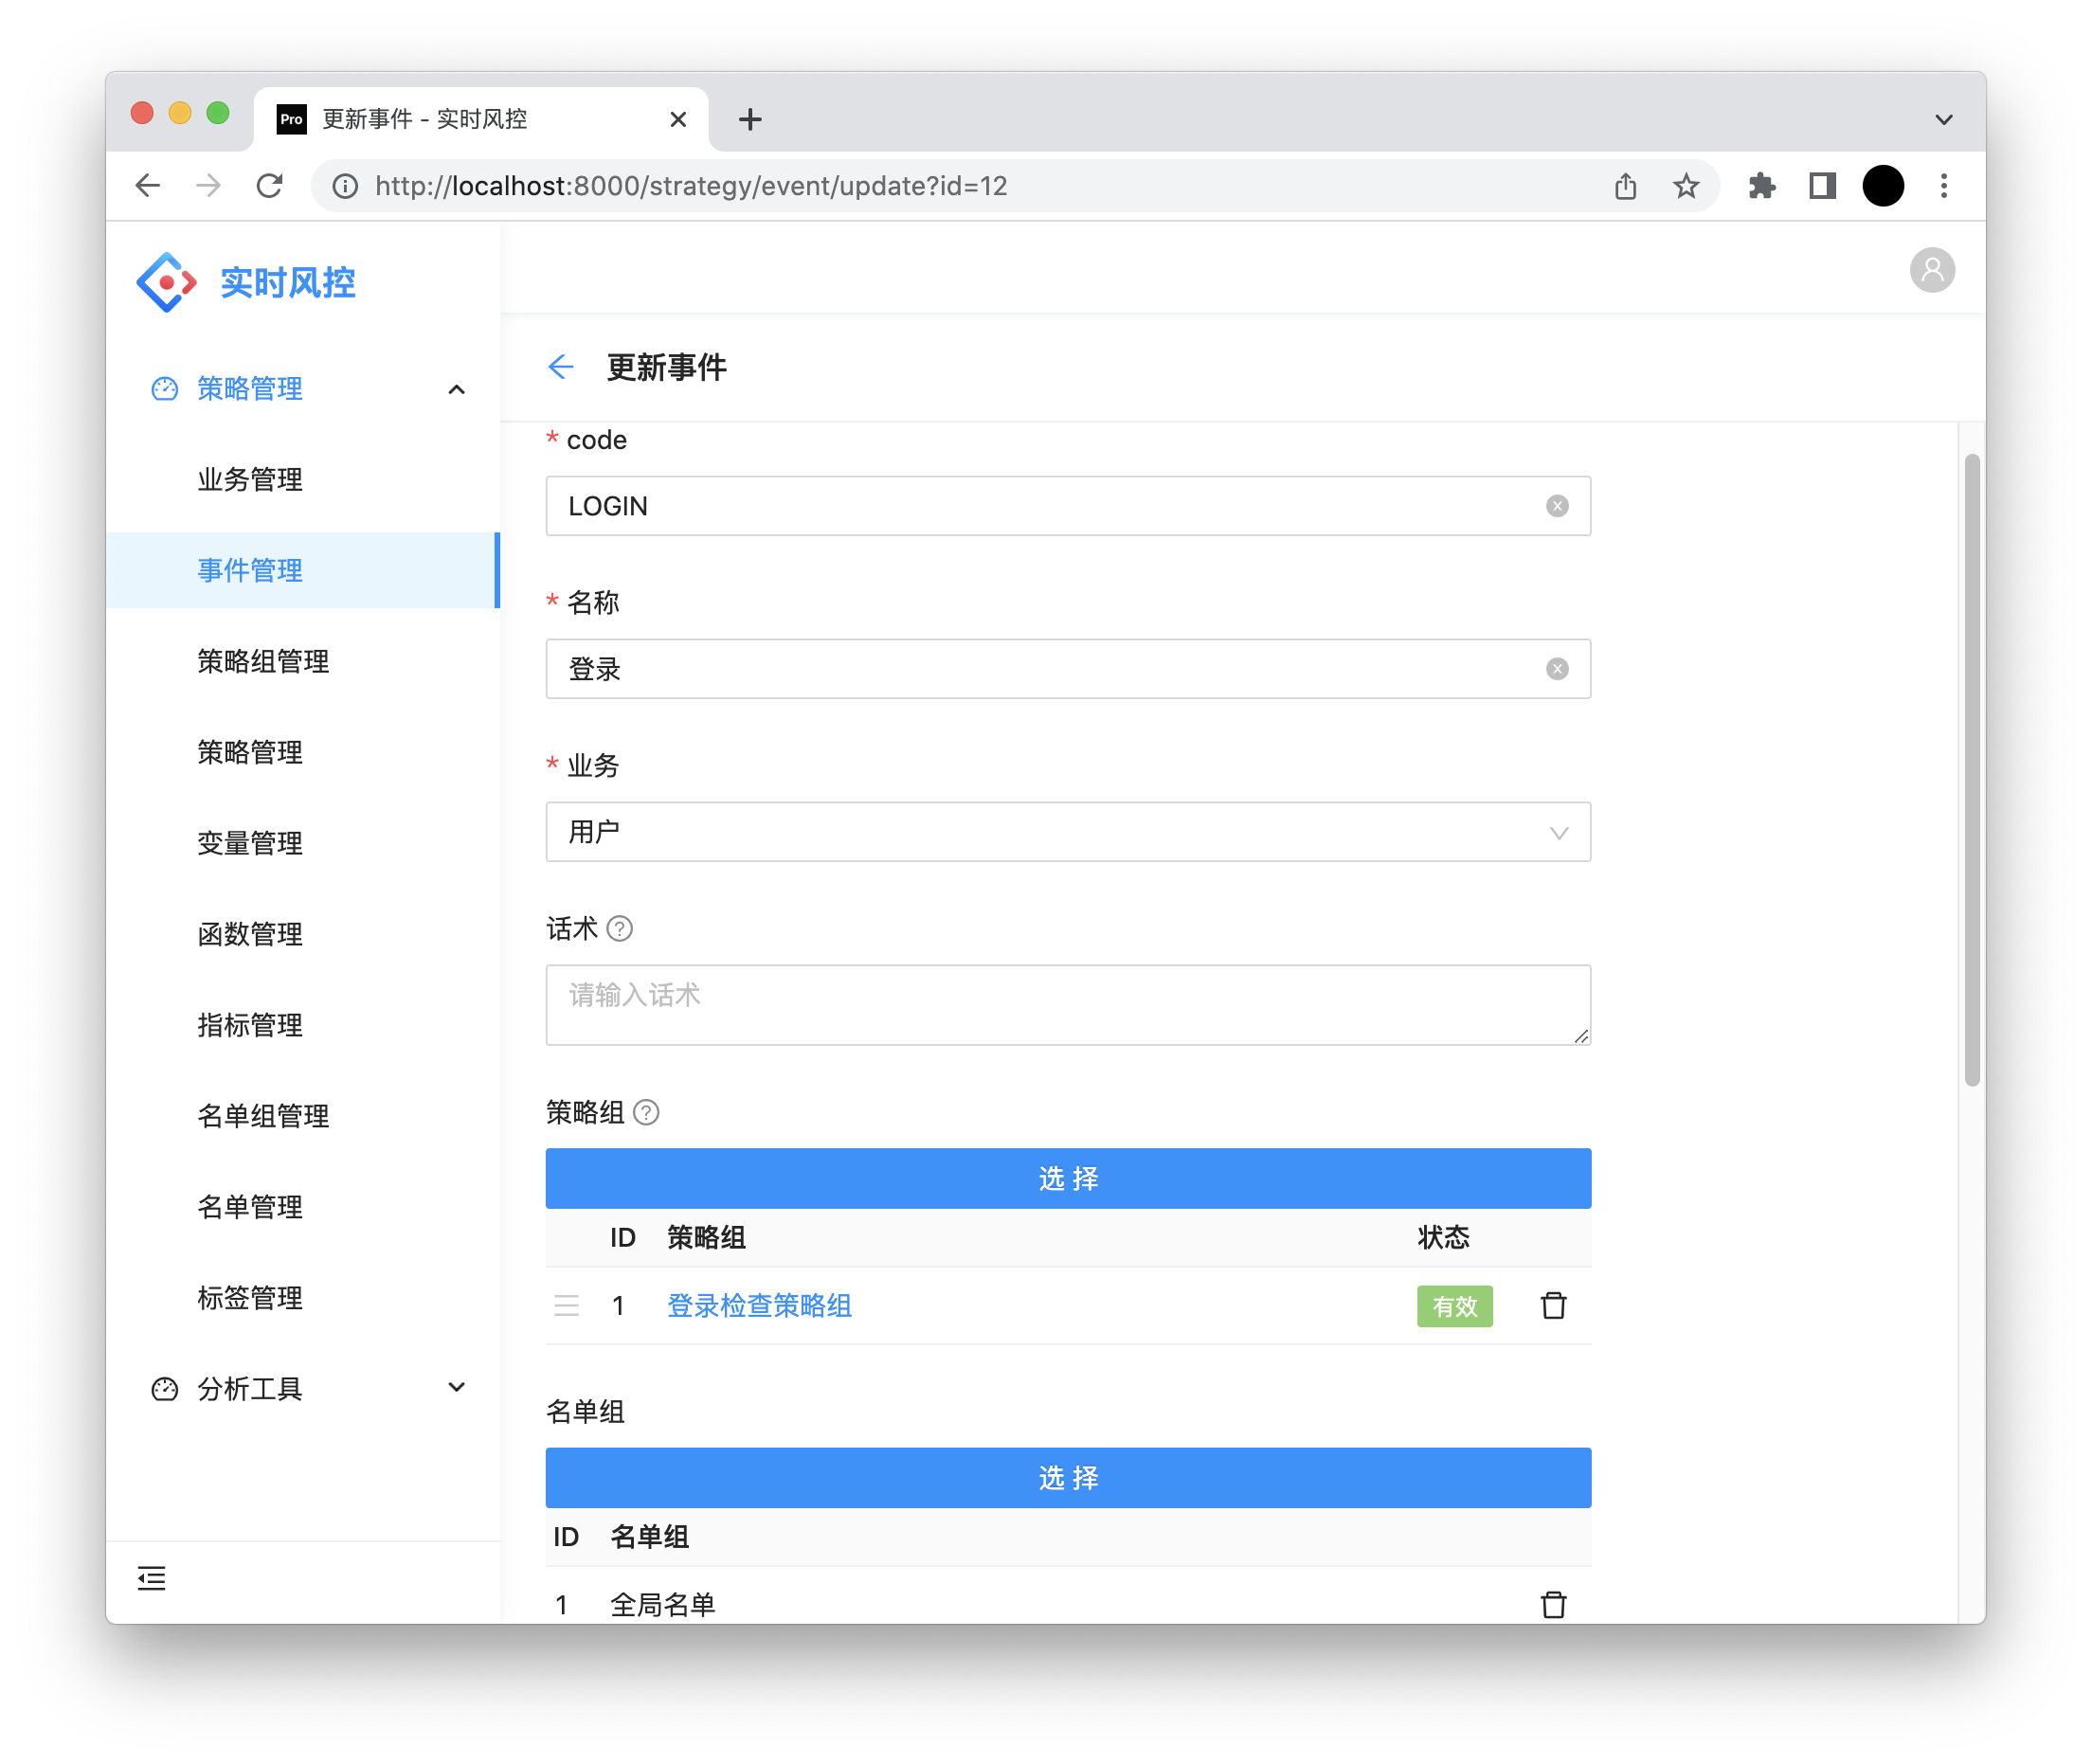 Pro 更新事件 - 实时风控
http://localhost:8000/strategy/event/update?id=12
实时风控
策略管理
业务管理
事件管理
策略组管理
策略管理
变量管理
函数管理
指标管理
名单组管理
名单管理
标签管理
分析工具
更新事件
* code
LOGIN
* 名称
登录
* 业务
用户
话术
请输入话术
策略组
选 择
ID 策略组 状态
1 登录检查策略组 有效
名单组
选 择
ID 名单组
1 全局名单